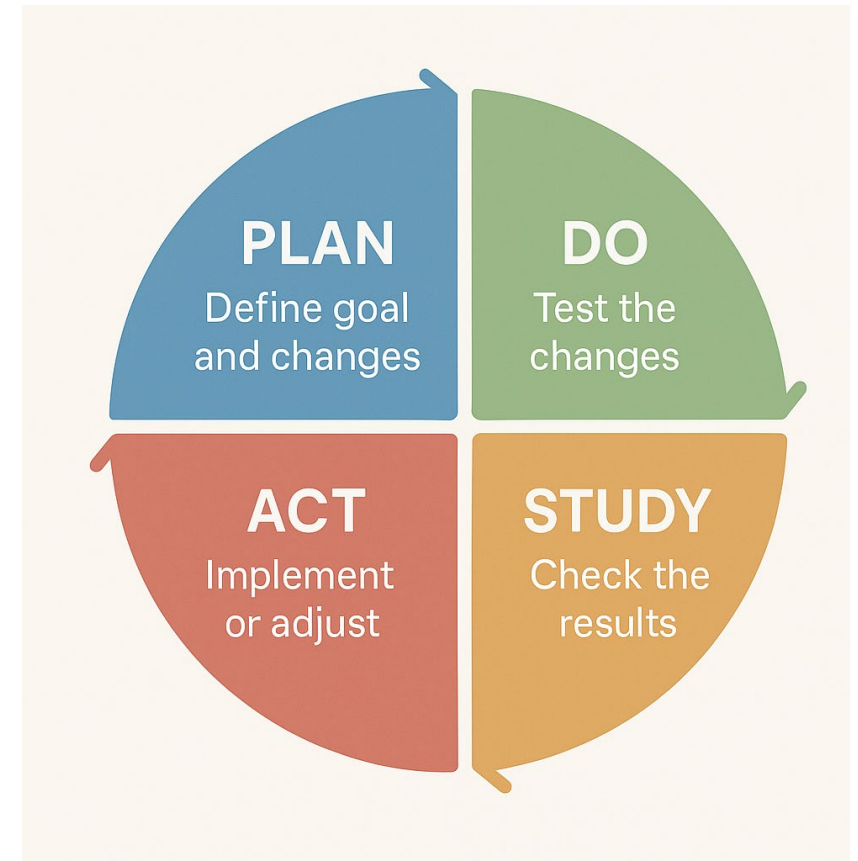 PLAN
Define goal
and changes
DO
Test the
changes
STUDY
Check the
results
ACT
Implement
or adjust